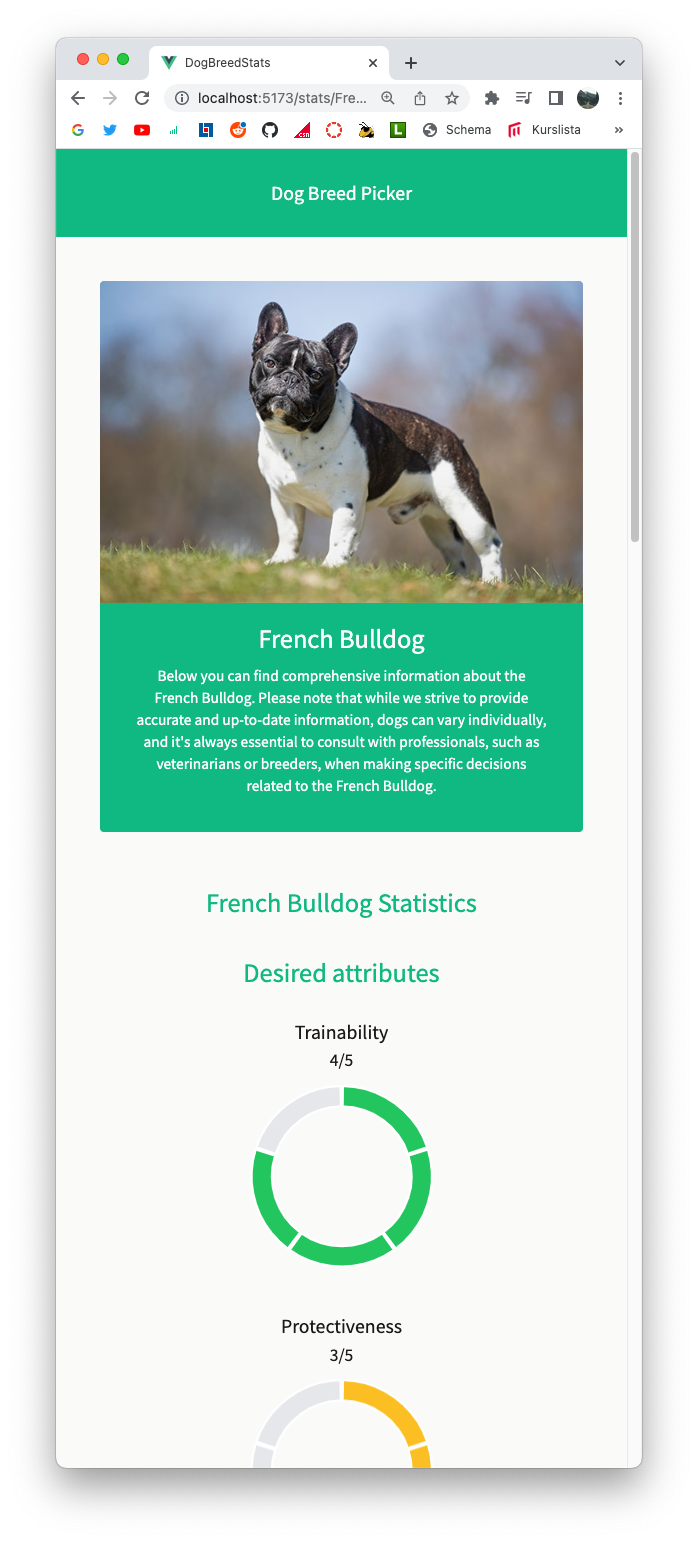 DogBreedStats
localhost:5173/stats/Fre...
csn
L
Schema
Kurslista
Dog Breed Picker
French Bulldog
Below you can find comprehensive information about the
French Bulldog. Please note that while we strive to provide
accurate and up-to-date information, dogs can vary individually,
and it's always essential to consult with professionals, such as
veterinarians or breeders, when making specific decisions
related to the French Bulldog.
French Bulldog Statistics
Desired attributes
Trainability
4/5
Protectiveness
3/5